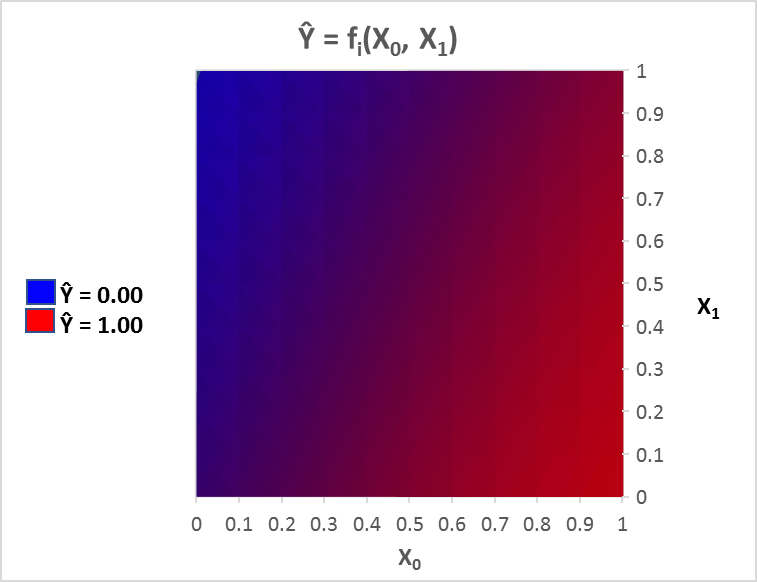 Ŷ = fᵢ(X₀, X₁)
1
0.9
0.8
0.7
0.6
0.5
0.4
0.3
0.2
0.1
0
X₁
Ŷ = 0.00
Ŷ = 1.00
0 0.1 0.2 0.3 0.4 0.5 0.6 0.7 0.8 0.9 1
X₀